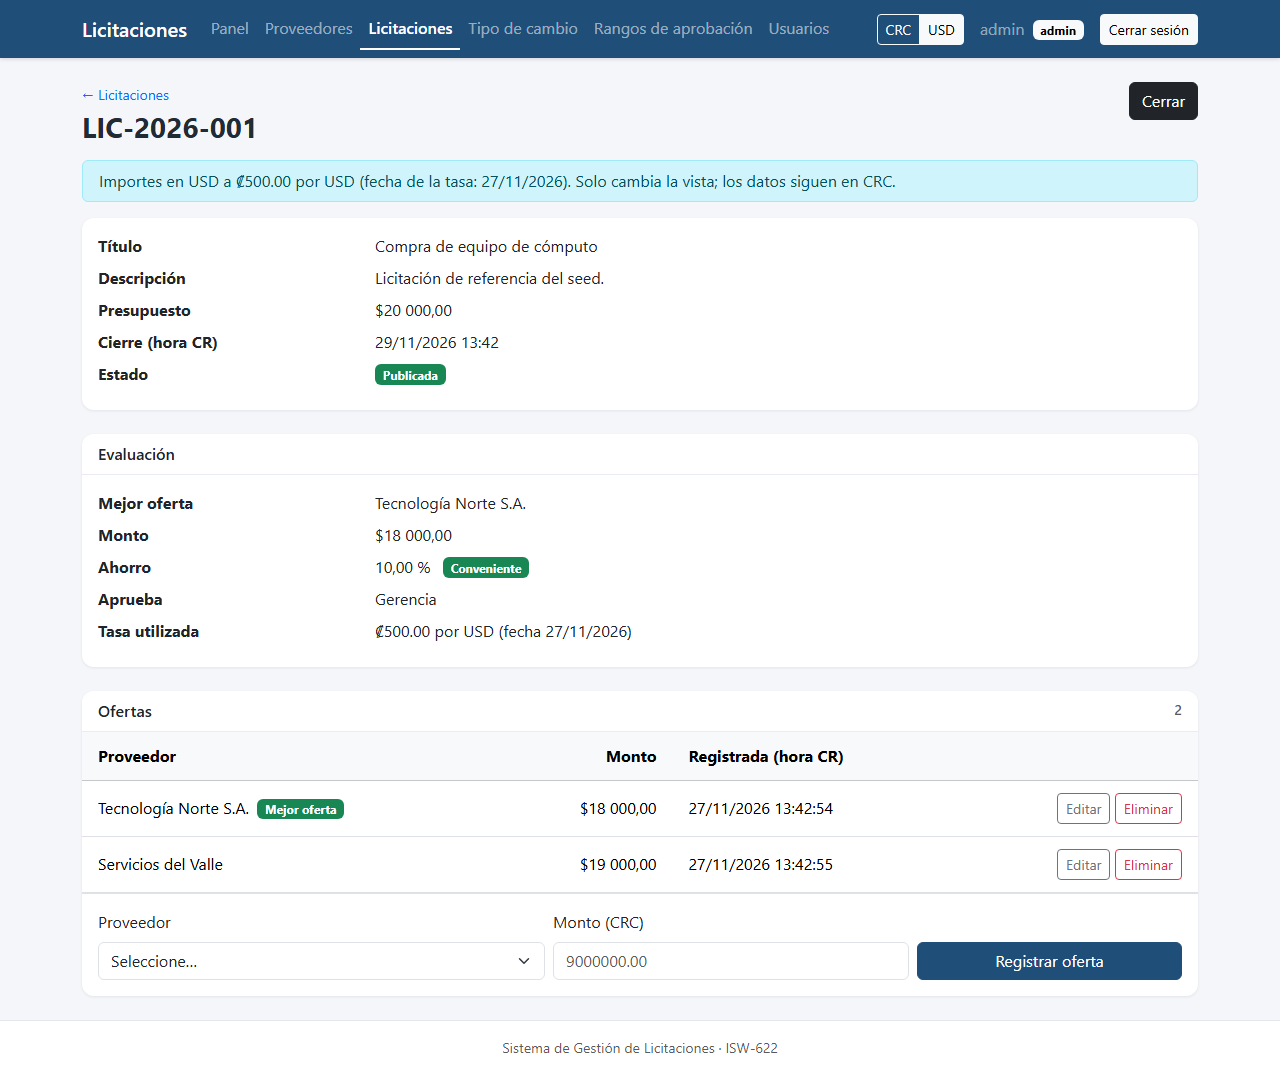 Licitaciones Panel Proveedores Licitaciones Tipo de cambio Rangos de aprobación Usuarios CRC USD admin admin Cerrar sesión
← Licitaciones
Cerrar
LIC-2026-001
Importes en USD a ₡500.00 por USD (fecha de la tasa: 27/11/2026). Solo cambia la vista; los datos siguen en CRC.
Título Compra de equipo de cómputo
Descripción Licitación de referencia del seed.
Presupuesto $20 000,00
Cierre (hora CR) 29/11/2026 13:42
Estado Publicada
Evaluación
Mejor oferta Tecnología Norte S.A.
Monto $18 000,00
Ahorro 10,00 % Conveniente
Aprueba Gerencia
Tasa utilizada ₡500.00 por USD (fecha 27/11/2026)
Ofertas 2
Proveedor Monto Registrada (hora CR)
Tecnología Norte S.A. Mejor oferta $18 000,00 27/11/2026 13:42:54 Editar Eliminar
Servicios del Valle $19 000,00 27/11/2026 13:42:55 Editar Eliminar
Proveedor Monto (CRC)
Seleccione... 9000000.00 Registrar oferta
Sistema de Gestión de Licitaciones · ISW-622